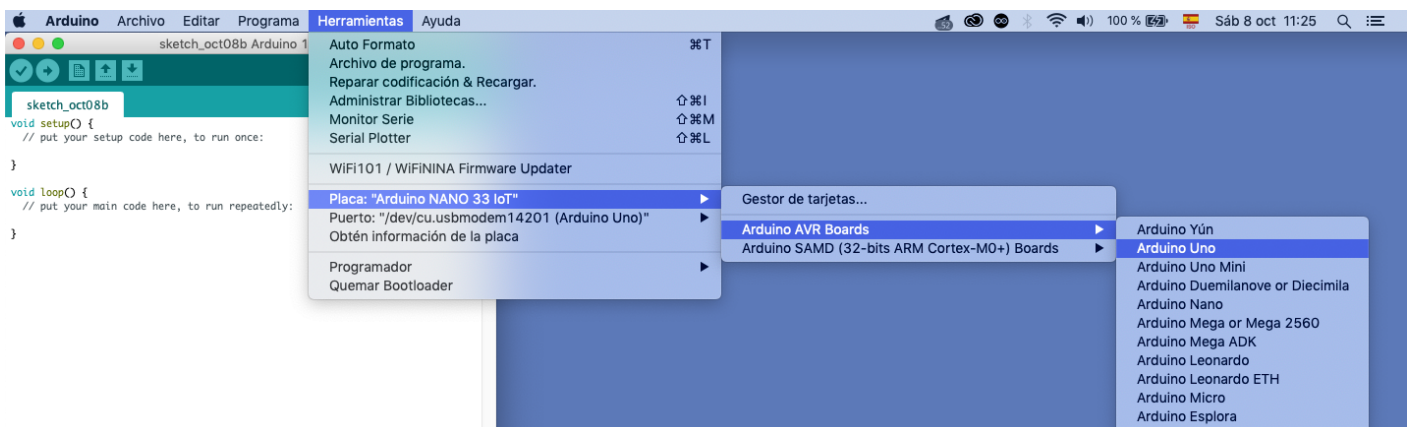 Arduino Archivo Editar Programa Herramientas Ayuda 100 % Sáb 8 oct 11:25
sketch_oct08b Arduino 1
sketch_oct08b
void setup() {
// put your setup code here, to run once:
}
void loop() {
// put your main code here, to run repeatedly:
}
Auto Formato ⌘T
Archivo de programa.
Reparar codificación & Recargar.
Administrar Bibliotecas... ⇧⌘I
Monitor Serie ⇧⌘M
Serial Plotter ⇧⌘L
WiFi101 / WiFiNINA Firmware Updater
Placa: "Arduino NANO 33 IoT"
Puerto: "/dev/cu.usbmodem14201 (Arduino Uno)"
Obtén información de la placa
Programador
Quemar Bootloader
Gestor de tarjetas...
Arduino AVR Boards
Arduino SAMD (32-bits ARM Cortex-M0+) Boards
Arduino Yún
Arduino Uno
Arduino Uno Mini
Arduino Duemilanove or Diecimila
Arduino Nano
Arduino Mega or Mega 2560
Arduino Mega ADK
Arduino Leonardo
Arduino Leonardo ETH
Arduino Micro
Arduino Esplora